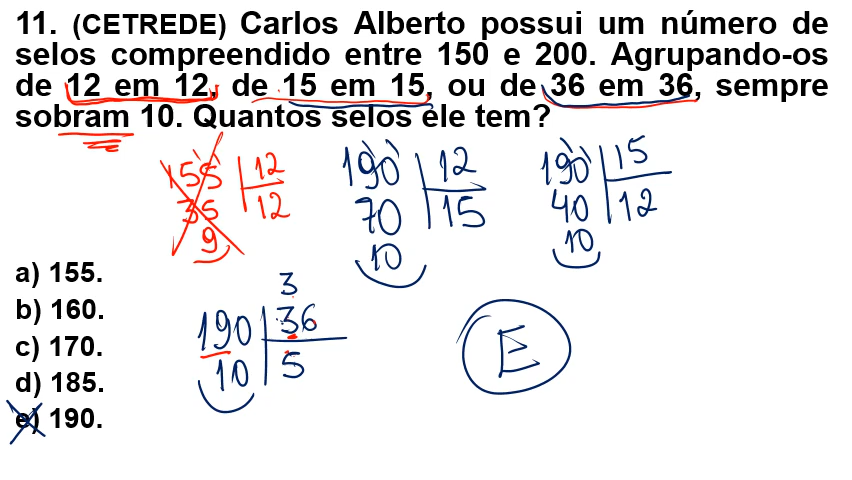 11. (CETREDE) Carlos Alberto possui um número de
selos compreendido entre 150 e 200. Agrupando-os
de 12 em 12, de 15 em 15, ou de 36 em 36, sempre
sobram 10. Quantos selos ele tem?
155 12
35 12
9
190 12
70 15
10
190 15
40 12
10
a) 155.
b) 160.
c) 170.
d) 185.
e) 190.
3
190 36
10 5
E